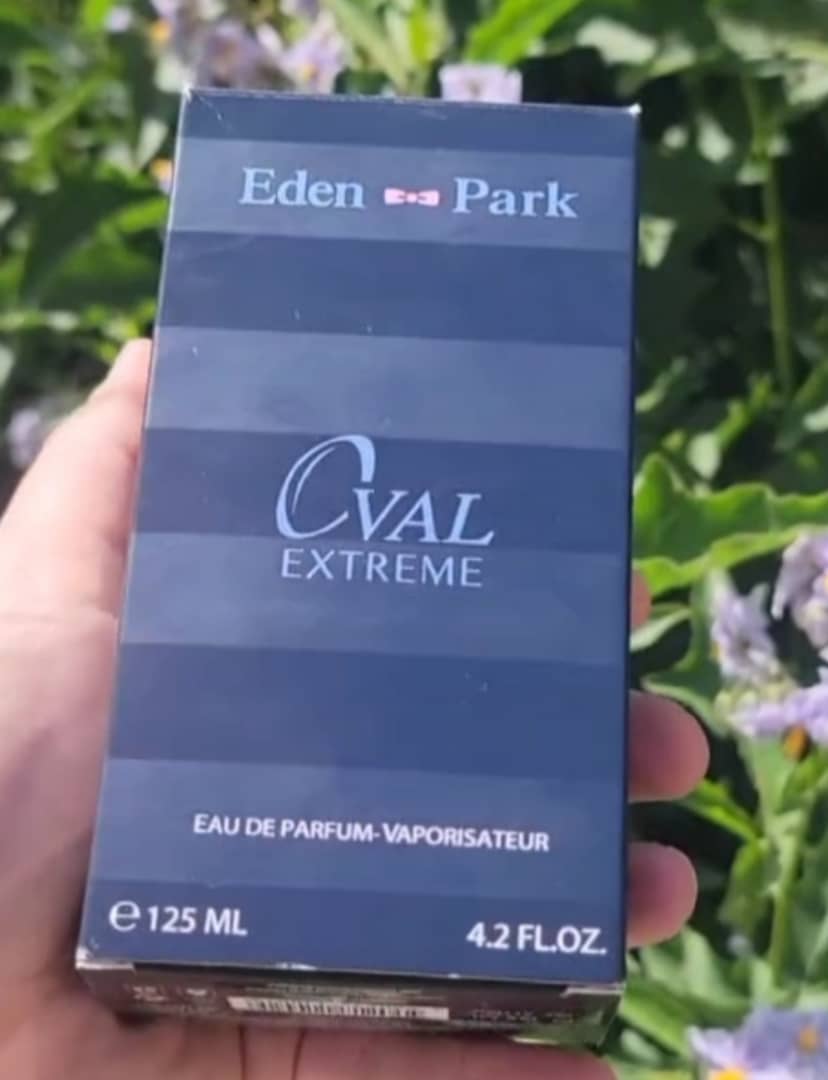 Eden Park
OVAL
EXTREME
EAU DE PARFUM-VAPORISATEUR
℮ 125 ML
4.2 FL.OZ.